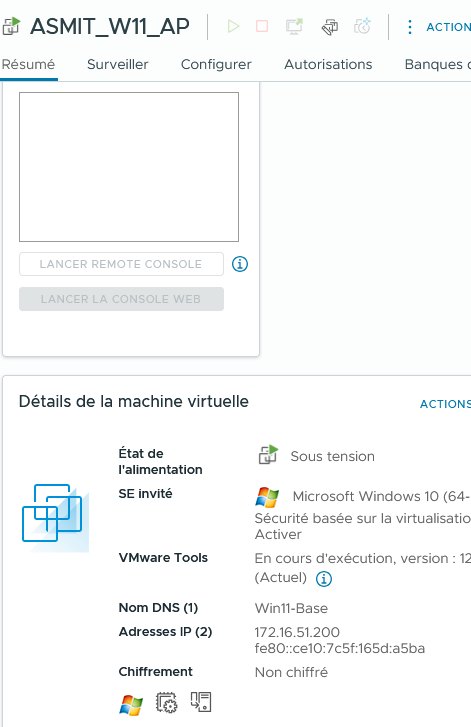 ASMIT_W11_AP
ACTION
Résumé Surveiller Configurer Autorisations Banques
LANCER REMOTE CONSOLE
LANCER LA CONSOLE WEB
Détails de la machine virtuelle
ACTIONS
État de l'alimentation
Sous tension
SE invité
Microsoft Windows 10 (64-
Sécurité basée sur la virtualisatio
Activer
VMware Tools
En cours d'exécution, version : 12
(Actuel)
Nom DNS (1)
Win11-Base
Adresses IP (2)
172.16.51.200
fe80::ce10:7c5f:165d:a5ba
Chiffrement
Non chiffré